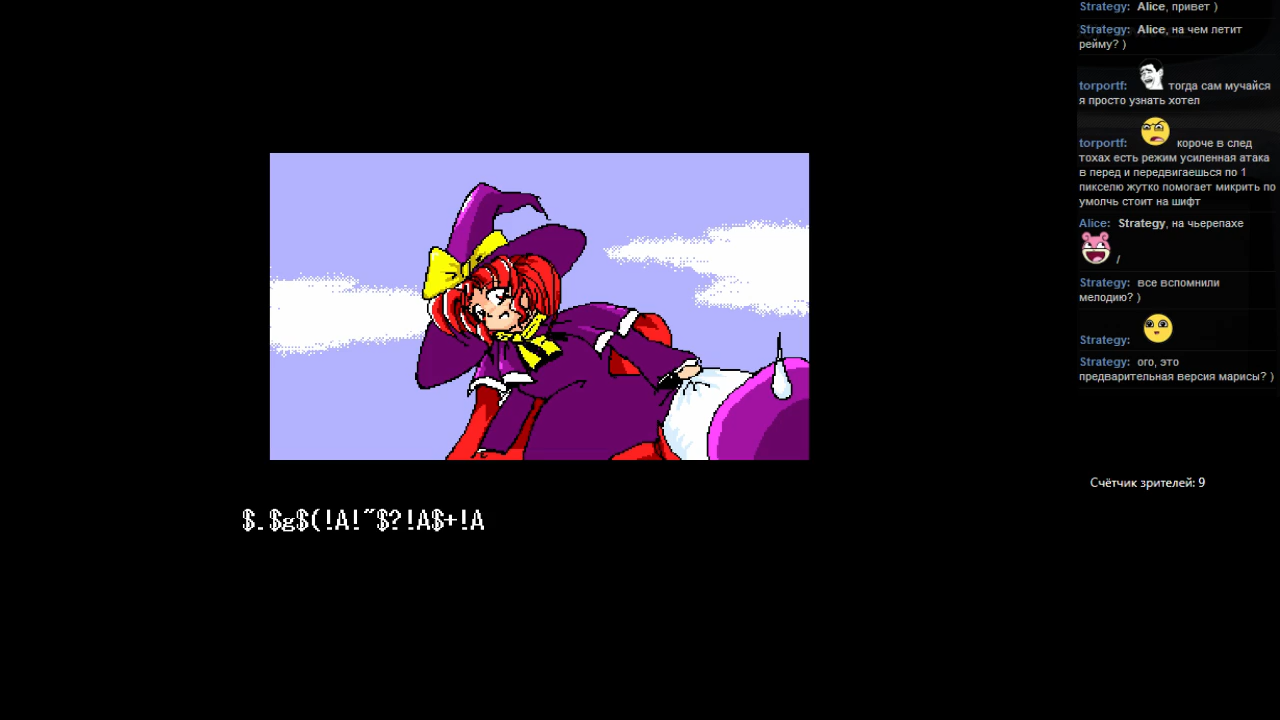 Strategy: Alice, привет )
Strategy: Alice, на чем летит
рейму? )
torportf: тогда сам мучайся
я просто узнать хотел
torportf: короче в след
тохах есть режим усиленная атака
в перед и передвигаешься по 1
пикселю жутко помогает микрить по
умолчь стоит на шифт
Alice: Strategy, на чьерепахе
/
Strategy: все вспомнили
мелодию? )
Strategy:
Strategy: ого, это
предварительная версия марисы? )
Счётчик зрителей: 9
$.$g$(!A!~$?!A$+!A